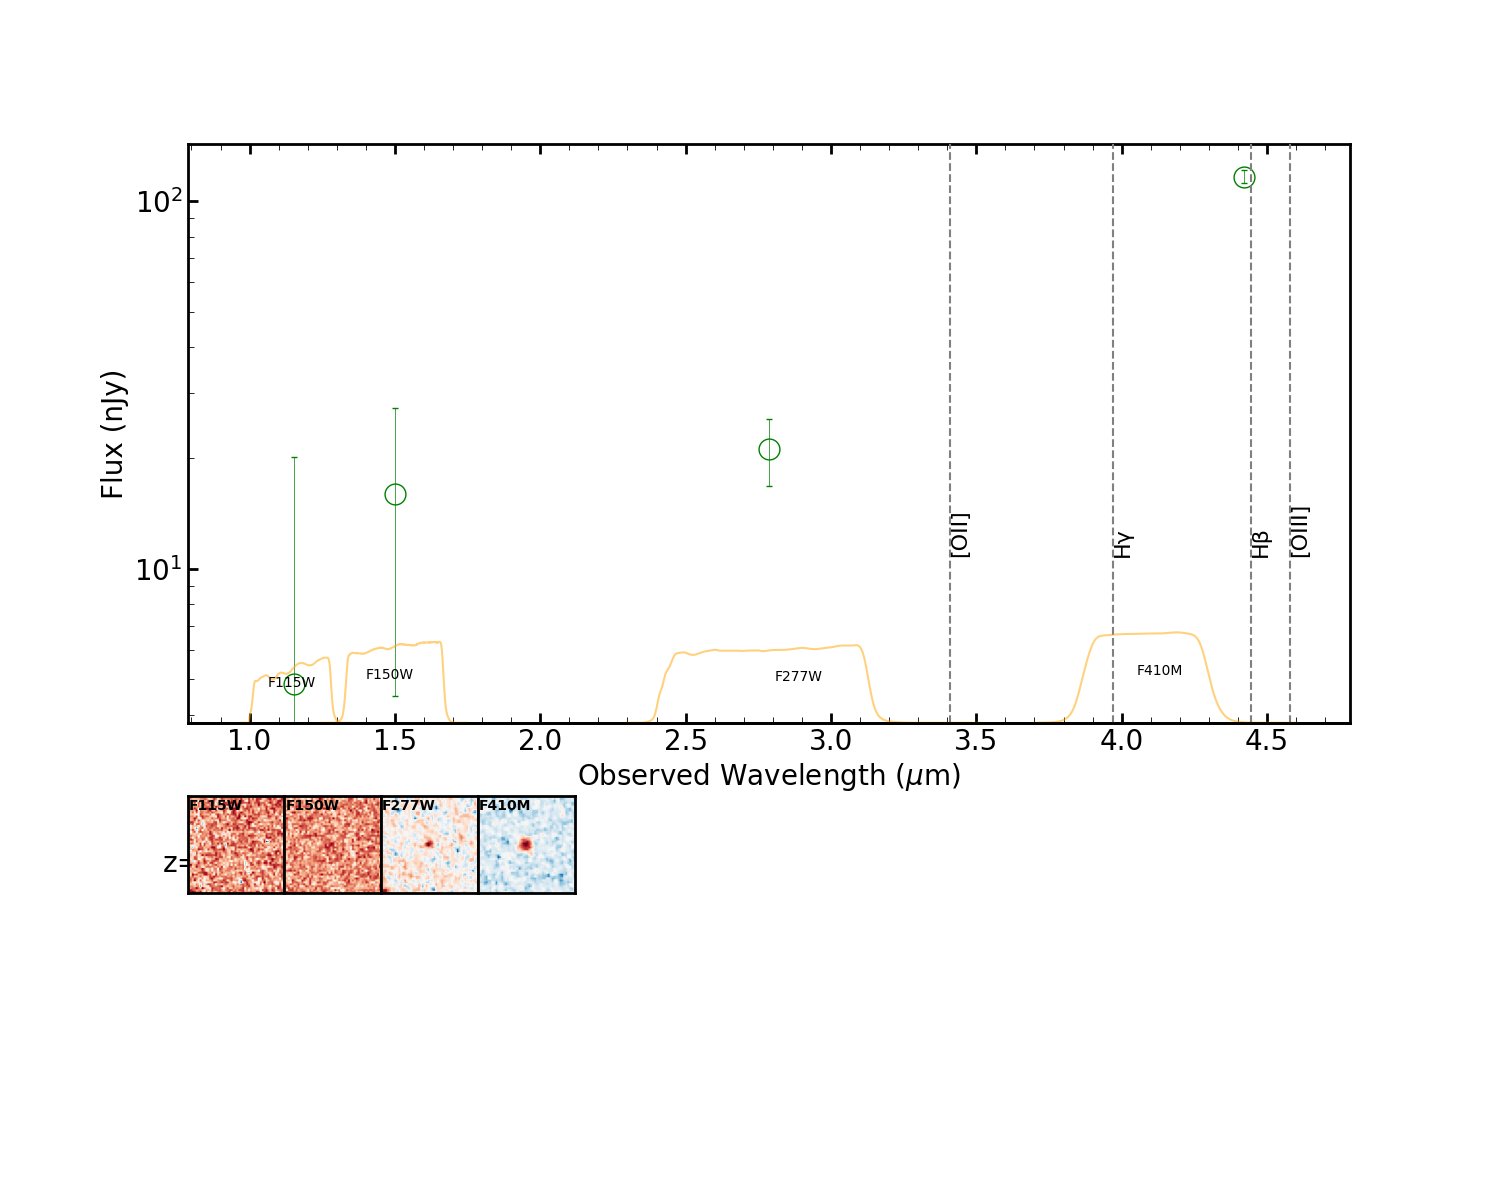 10²
10¹
Flux (nJy)
[OII]
Hγ
Hβ
[OIII]
F115W
F150W
F277W
F410M
1.0 1.5 2.0 2.5 3.0 3.5 4.0 4.5
Observed Wavelength (μm)
F115W F150W F277W F410M
z=